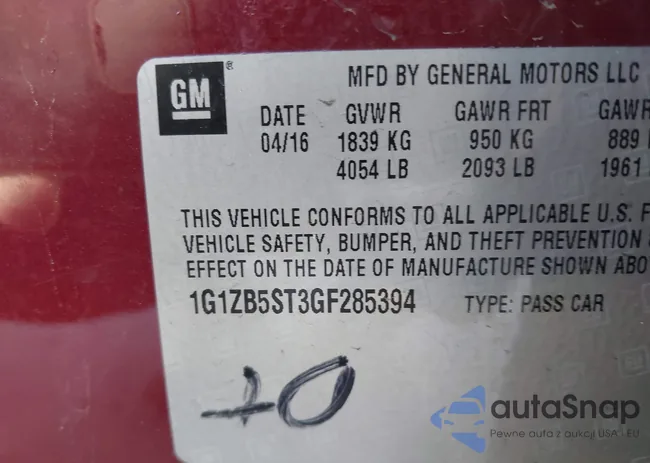 GM®
MFD BY GENERAL MOTORS LLC
DATE GVWR GAWR FRT GAWR
04/16 1839 KG 950 KG 889
4054 LB 2093 LB 1961
THIS VEHICLE CONFORMS TO ALL APPLICABLE U.S. F
VEHICLE SAFETY, BUMPER, AND THEFT PREVENTION
EFFECT ON THE DATE OF MANUFACTURE SHOWN ABO
1G1ZB5ST3GF285394 TYPE: PASS CAR
autaSnap
Pewne auta z aukcji USA - EU